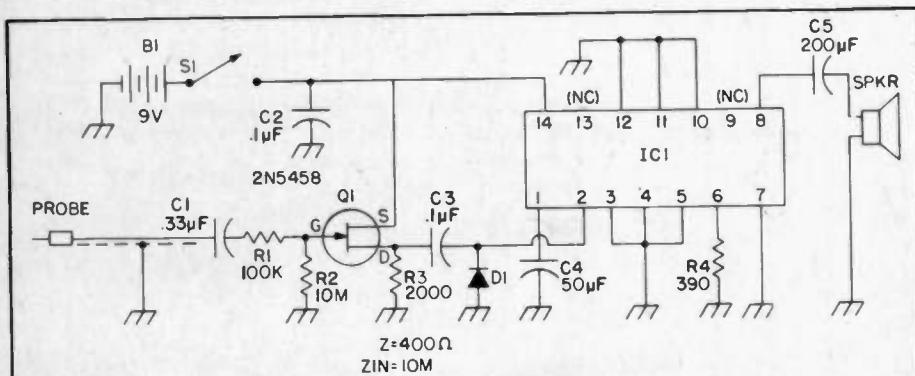 B1
S1
9V
C2
.1µF
2N5458
PROBE
C1
.33µF
R1
100K
G
Q1
S
D
R2
10M
R3
2000
C3
.1µF
D1
Z=400Ω
ZIN=10M
14
(NC)
13
12
11
10
(NC)
9
8
IC1
1
2
3
4
5
6
7
C4
50µF
R4
390
C5
200µF
SPKR